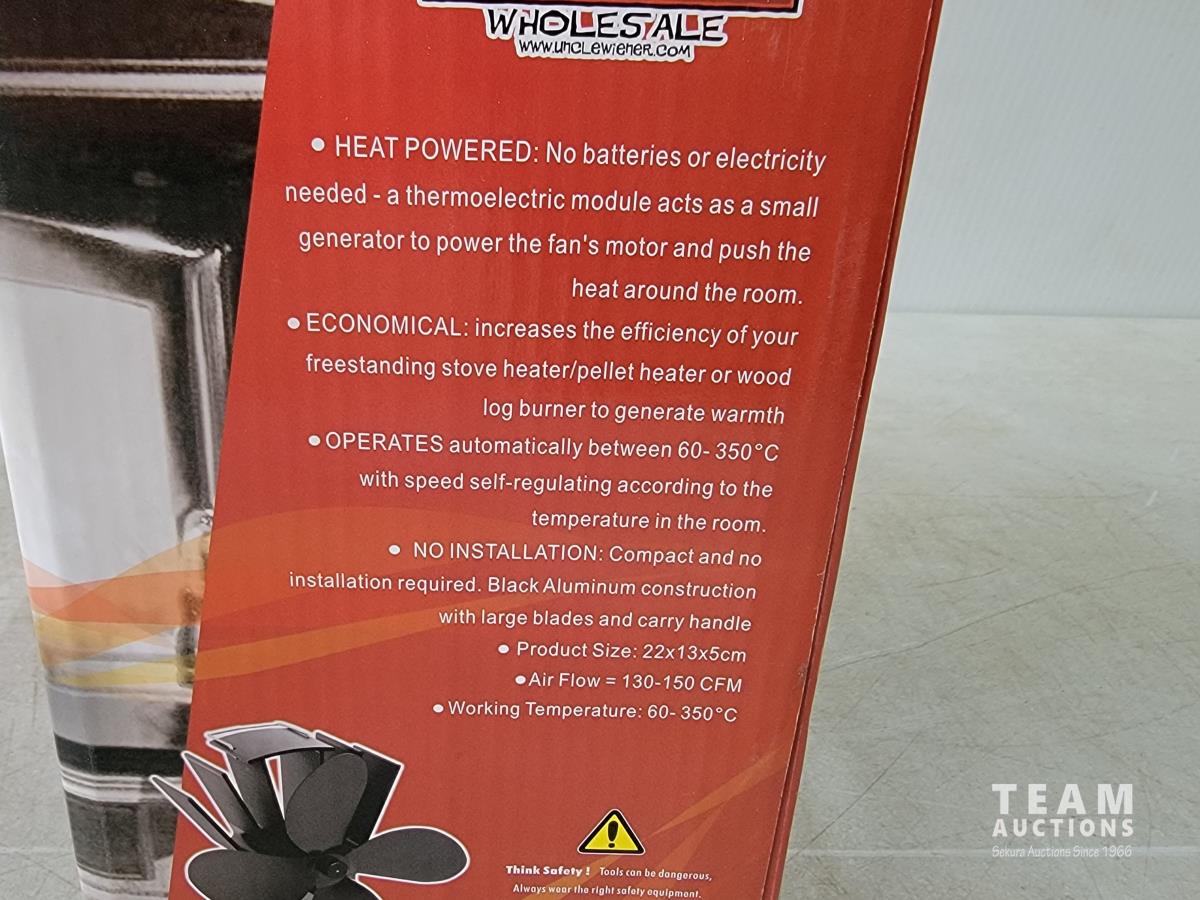 WHOLESALE
www.UNCLEWIENER.COM
● HEAT POWERED: No batteries or electricity
needed - a thermoelectric module acts as a small
generator to power the fan's motor and push the
heat around the room.
● ECONOMICAL: increases the efficiency of your
freestanding stove heater/pellet heater or wood
log burner to generate warmth
● OPERATES automatically between 60- 350°C
with speed self-regulating according to the
temperature in the room.
● NO INSTALLATION: Compact and no
installation required. Black Aluminum construction
with large blades and carry handle
● Product Size: 22x13x5cm
● Air Flow = 130-150 CFM
● Working Temperature: 60- 350°C
Think Safety ! Tools can be dangerous,
Always wear the right safety equipment.
TEAM
AUCTIONS
Sekura Auctions Since 1966